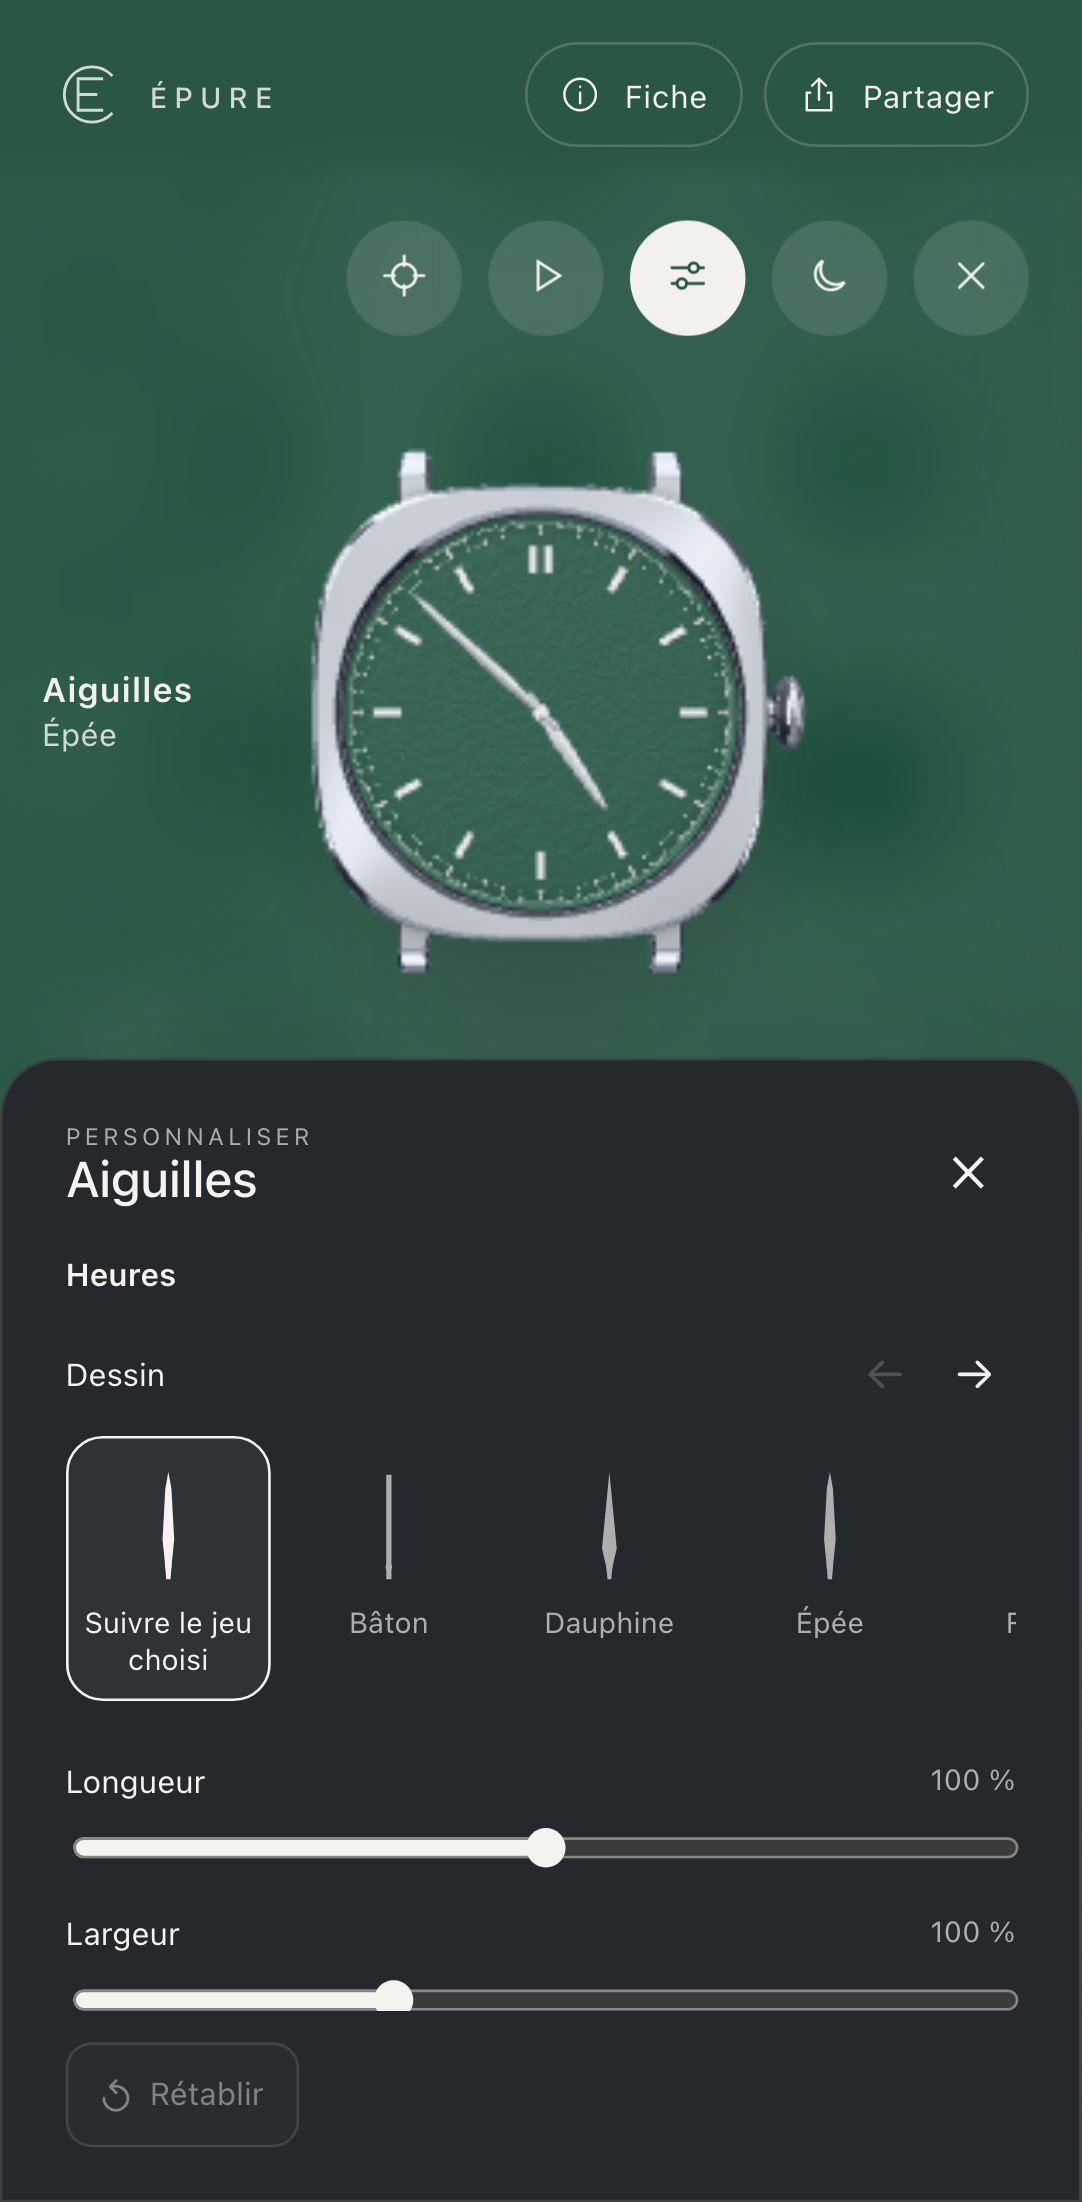 ÉPURE
Fiche
Partager
Aiguilles
Épée
PERSONNALISER
Aiguilles
Heures
Dessin
Suivre le jeu
choisi
Bâton
Dauphine
Épée
Longueur
100 %
Largeur
100 %
Rétablir